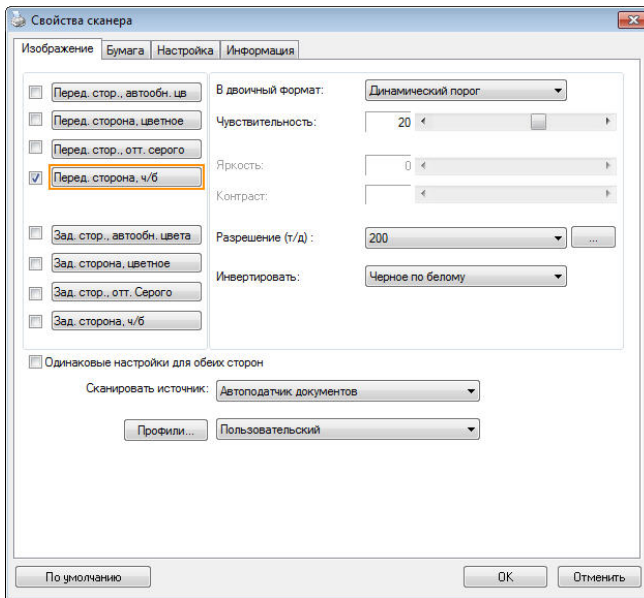 Свойства сканера
Изображение Бумага Настройка Информация
Перед. стор., автообн. цв
Перед. сторона, цветное
Перед. стор., отт. серого
Перед. сторона, ч/б
Зад. стор., автообн. цвета
Зад. сторона, цветное
Зад. стор., отт. Серого
Зад. сторона, ч/б
В двоичный формат: Динамический порог
Чувствительность: 20
Яркость: 0
Контраст:
Разрешение (т/д) : 200 ...
Инвертировать: Черное по белому
Одинаковые настройки для обеих сторон
Сканировать источник: Автоподатчик документов
Профили... Пользовательский
По умолчанию OK Отменить